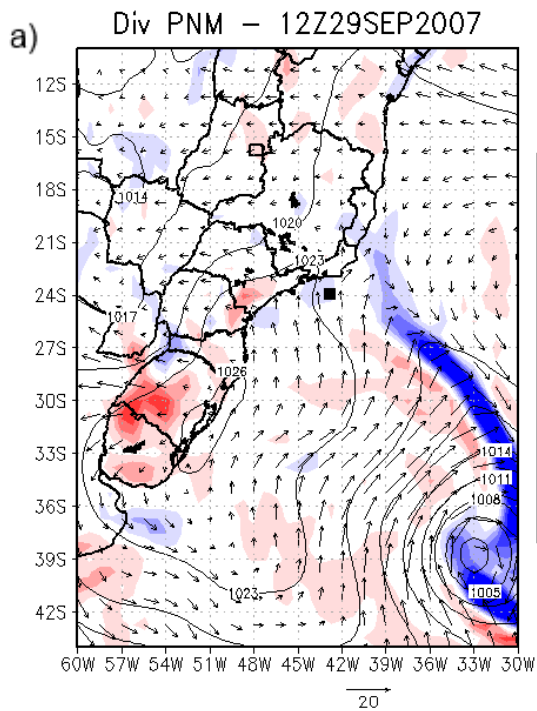 Div PNM – 12Z29SEP2007
a)
12S
15S
18S
1014
1020
21S
1023
24S
1017
27S
1026
30S
33S
1014
1011
36S
1008
39S
1023
1005
42S
60W 57W 54W 51W 48W 45W 42W 39W 36W 33W 30W
20